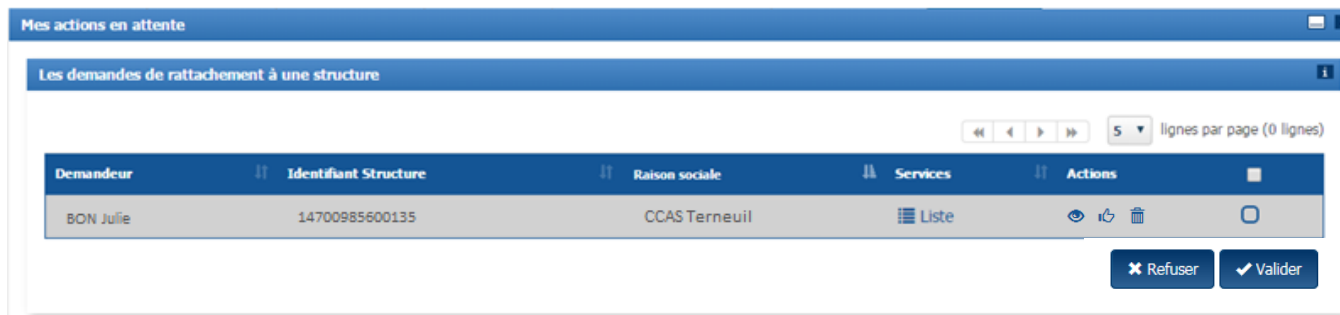 Mes actions en attente
Les demandes de rattachement à une structure
5 lignes par page (0 lignes)
Demandeur Identifiant Structure Raison sociale Services Actions
BON Julie 14700985600135 CCAS Terneuil Liste
Refuser Valider